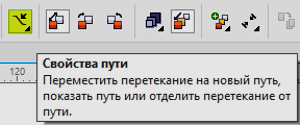 120
Свойства пути
Переместить перетекание на новый путь,
показать путь или отделить перетекание от
пути.